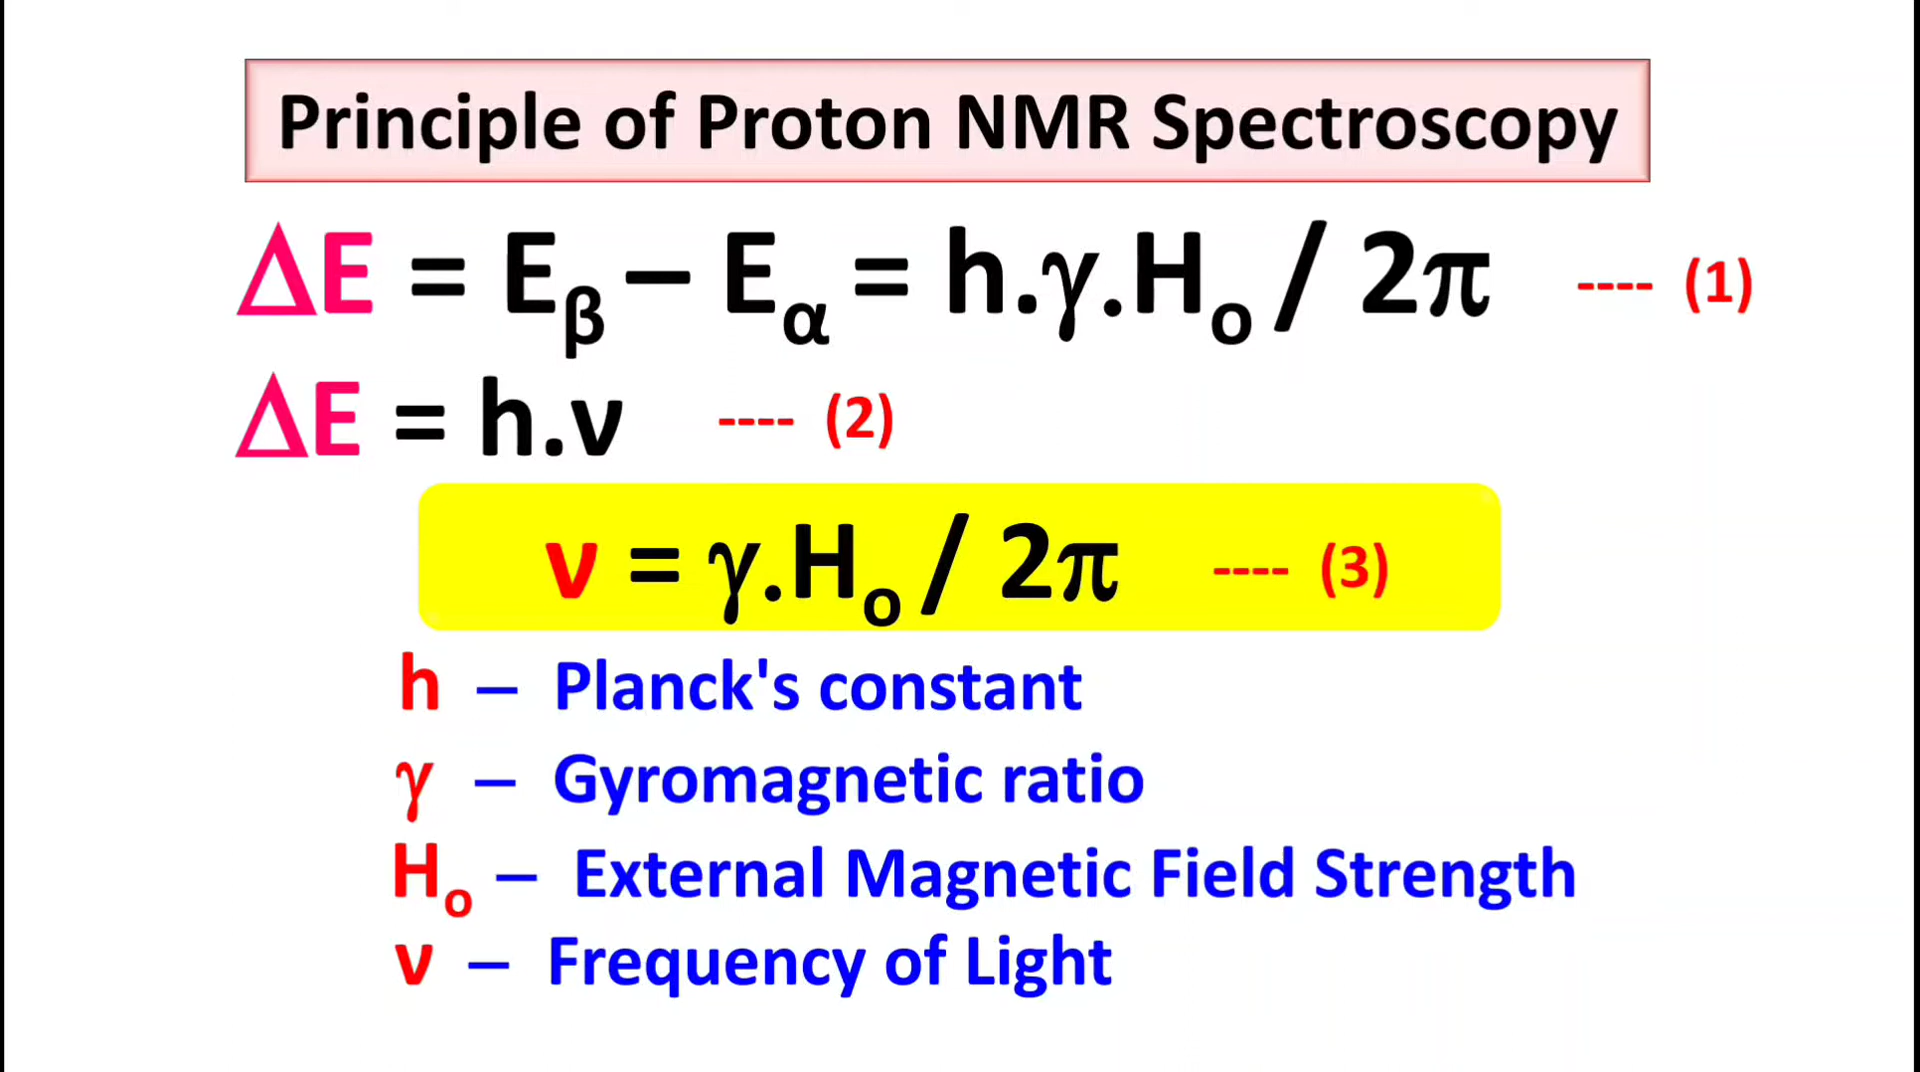 Principle of Proton NMR Spectroscopy
ΔE = Eβ – Eα = h.γ.Ho / 2π ---- (1)
ΔE = h.ν ---- (2)
ν = γ.Ho / 2π ---- (3)
h – Planck's constant
γ – Gyromagnetic ratio
Ho – External Magnetic Field Strength
ν – Frequency of Light